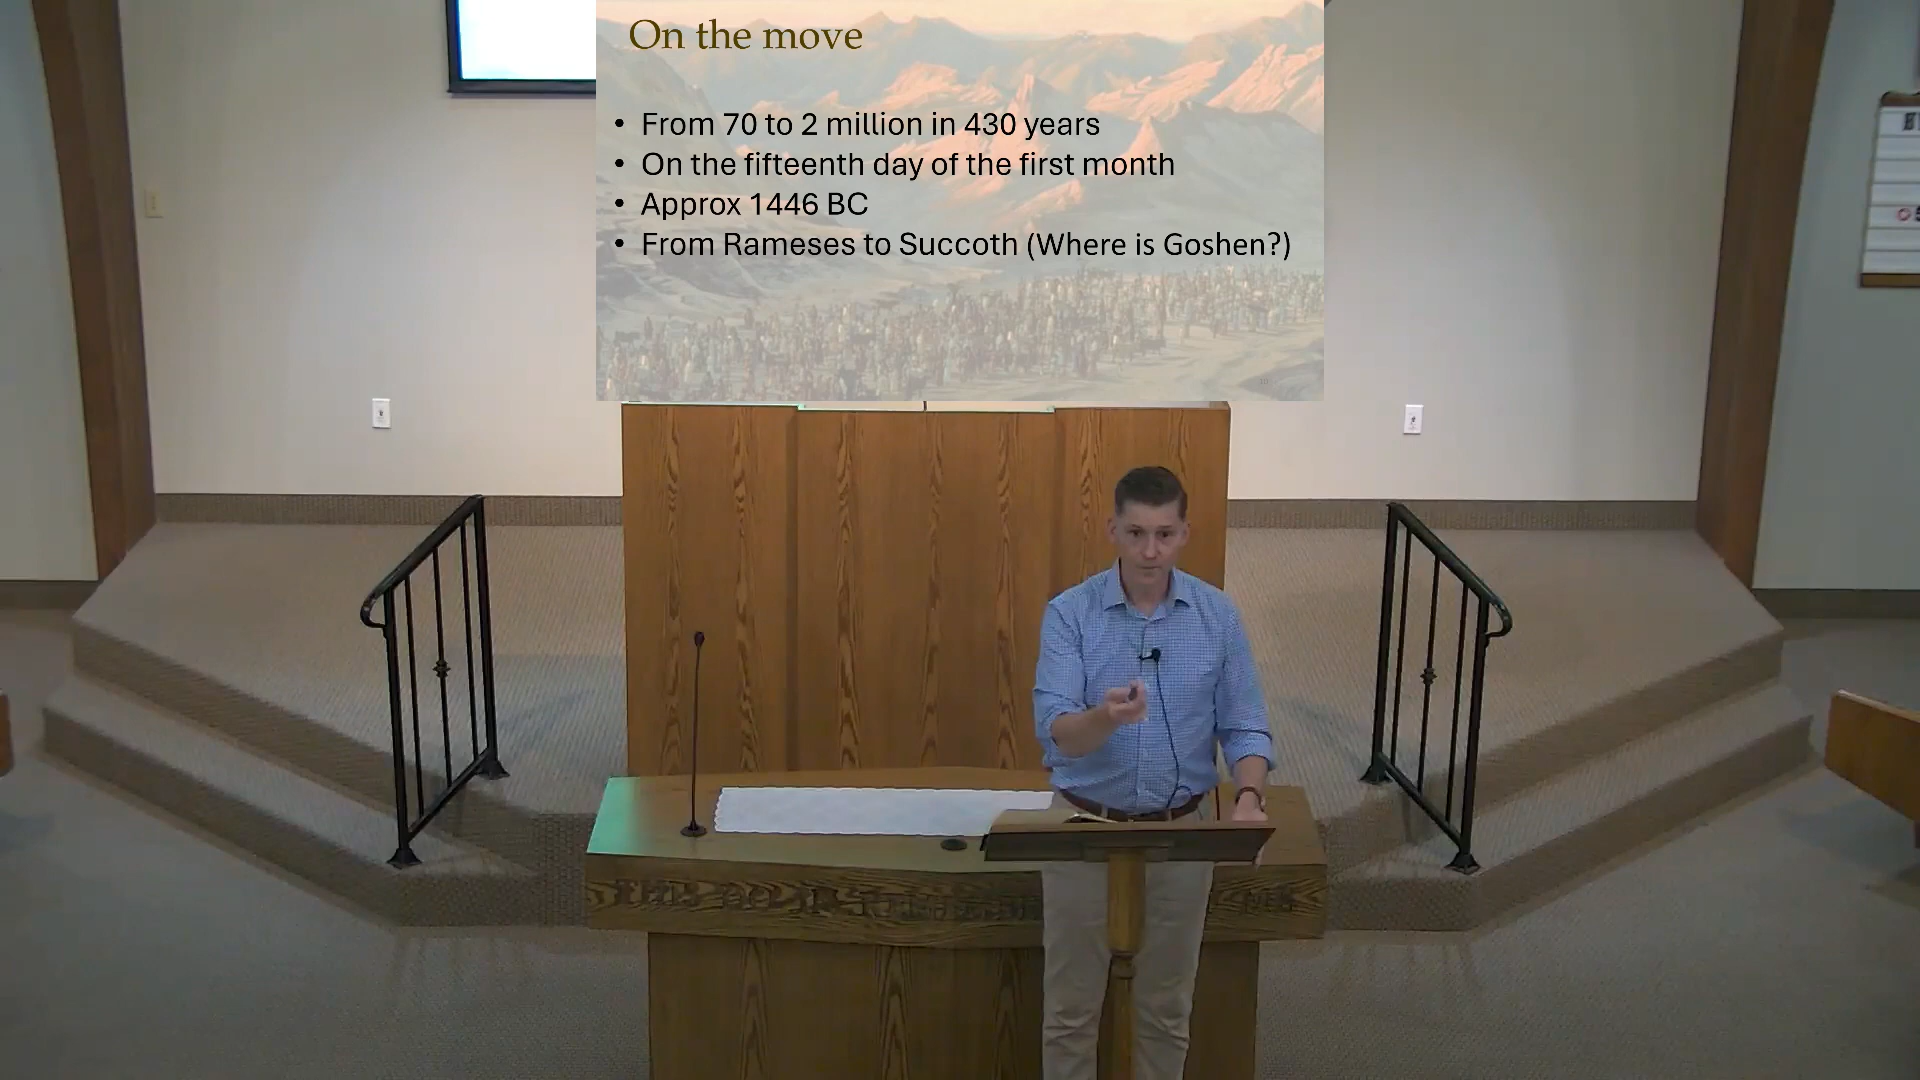 On the move
• From 70 to 2 million in 430 years
• On the fifteenth day of the first month
• Approx 1446 BC
• From Rameses to Succoth (Where is Goshen?)
10